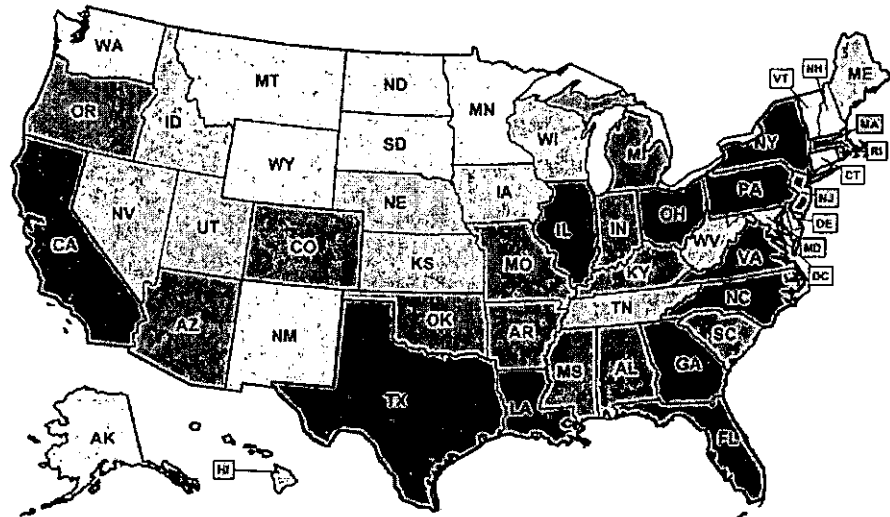 WA
MT
ND
MN
VT
NH
ME
OR
ID
SD
WI
MI
NY
MA
RI
CT
WY
IA
PA
NJ
NV
UT
NE
CO
IL
IN
OH
WV
DE
MD
CA
KS
MO
KY
VA
DC
AZ
NM
OK
AR
TN
NC
SC
MS
AL
GA
TX
LA
FL
AK
HI